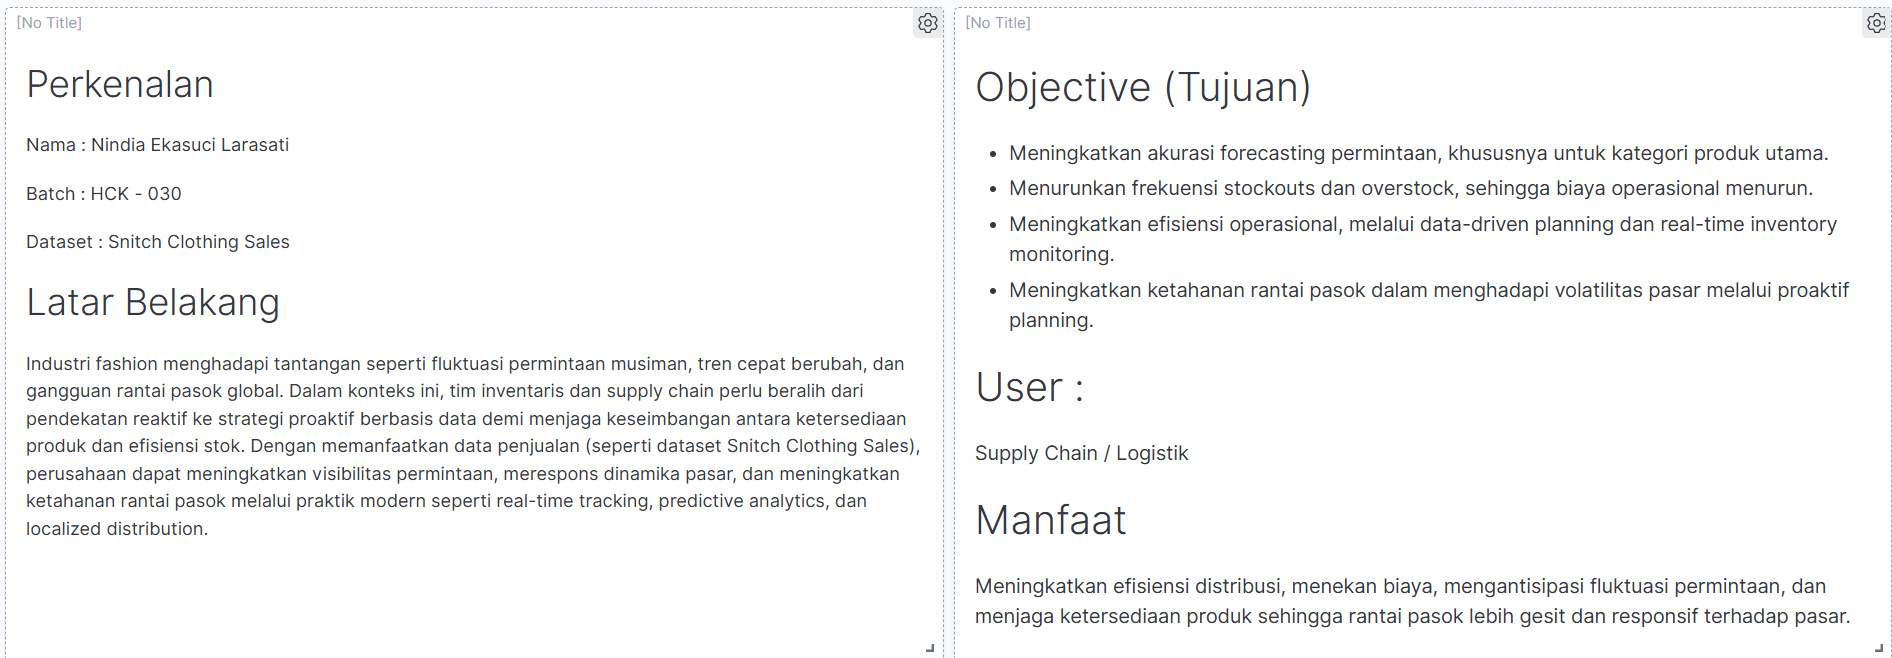 [No Title]
Perkenalan
Nama : Nindia Ekasuci Larasati
Batch : HCK - 030
Dataset : Snitch Clothing Sales
Latar Belakang
Industri fashion menghadapi tantangan seperti fluktuasi permintaan musiman, tren cepat berubah, dan
gangguan rantai pasok global. Dalam konteks ini, tim inventaris dan supply chain perlu beralih dari
pendekatan reaktif ke strategi proaktif berbasis data demi menjaga keseimbangan antara ketersediaan
produk dan efisiensi stok. Dengan memanfaatkan data penjualan (seperti dataset Snitch Clothing Sales),
perusahaan dapat meningkatkan visibilitas permintaan, merespons dinamika pasar, dan meningkatkan
ketahanan rantai pasok melalui praktik modern seperti real-time tracking, predictive analytics, dan
localized distribution.
[No Title]
Objective (Tujuan)
• Meningkatkan akurasi forecasting permintaan, khususnya untuk kategori produk utama.
• Menurunkan frekuensi stockouts dan overstock, sehingga biaya operasional menurun.
• Meningkatkan efisiensi operasional, melalui data-driven planning dan real-time inventory
monitoring.
• Meningkatkan ketahanan rantai pasok dalam menghadapi volatilitas pasar melalui proaktif
planning.
User :
Supply Chain / Logistik
Manfaat
Meningkatkan efisiensi distribusi, menekan biaya, mengantisipasi fluktuasi permintaan, dan
menjaga ketersediaan produk sehingga rantai pasok lebih gesit dan responsif terhadap pasar.